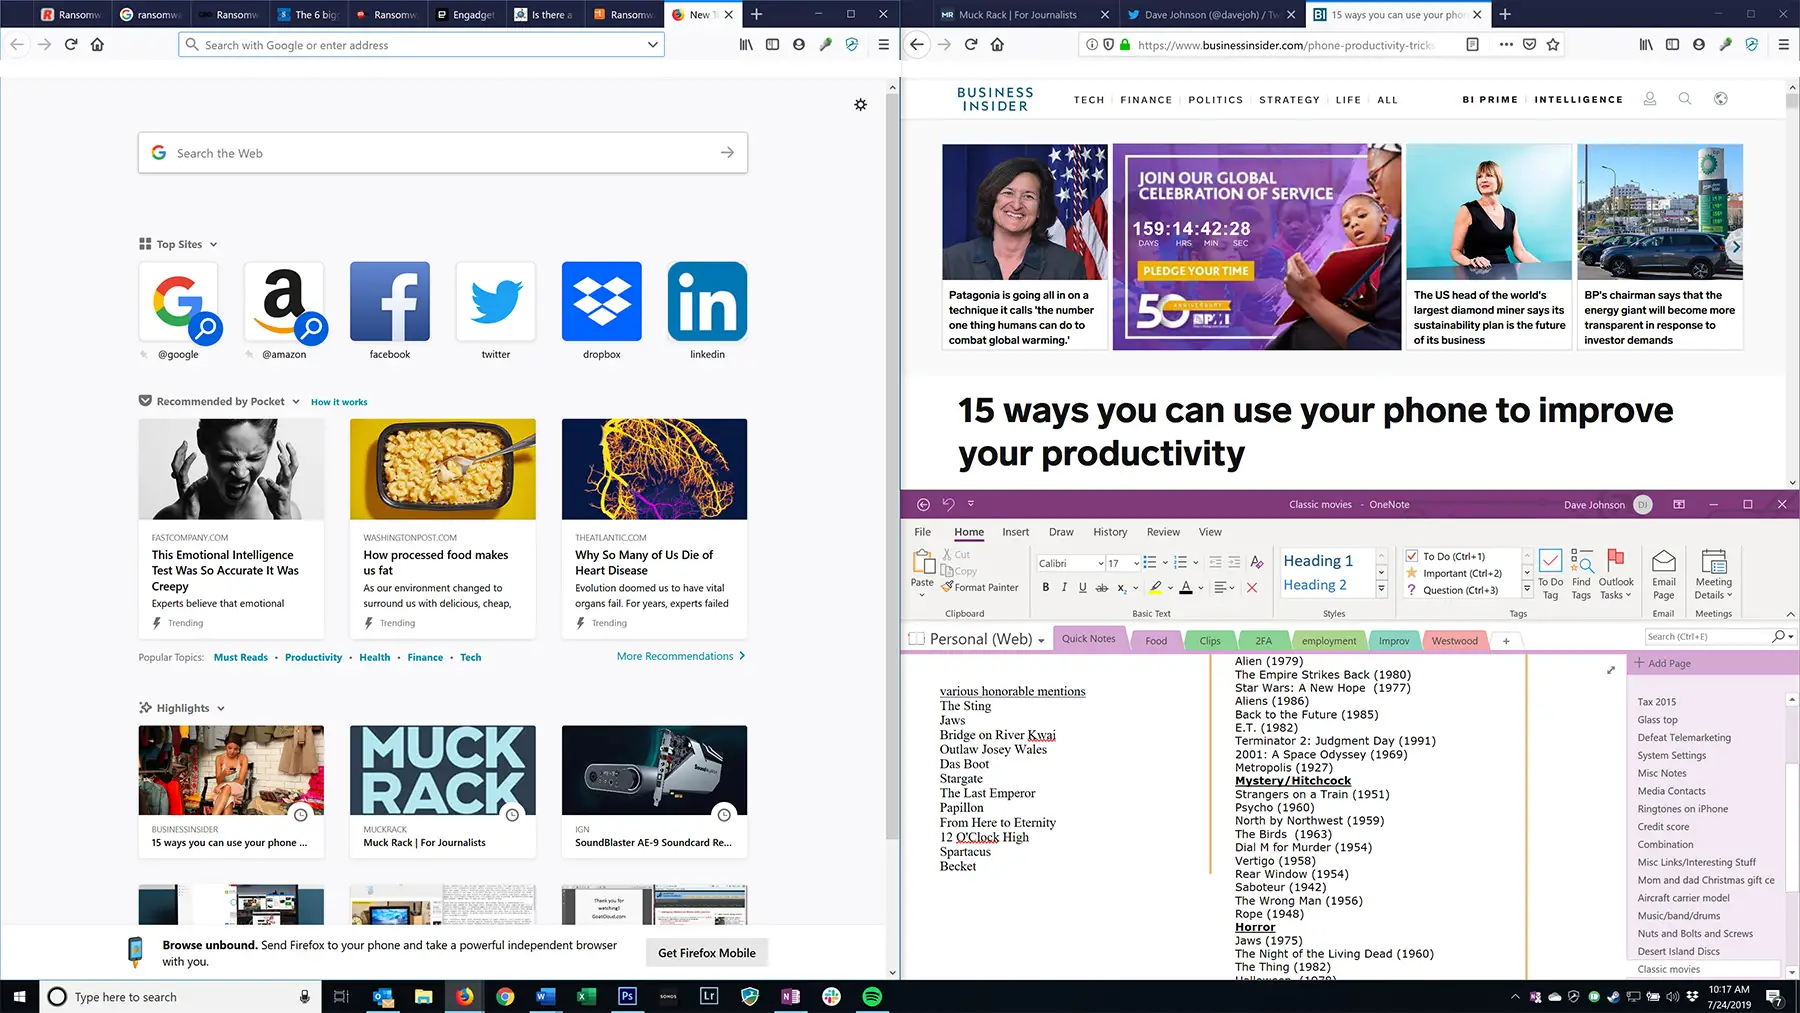 Ransomw
ransomw
Ransomw
The 6 big
Ransomw
Engadget
Is there a
Ransomw
New T
Search with Google or enter address
Search the Web
Top Sites
@google
@amazon
facebook
twitter
dropbox
linkedin
Recommended by Pocket
How it works
FASTCOMPANY.COM
This Emotional Intelligence
Test Was So Accurate It Was
Creepy
Experts believe that emotional
Trending
WASHINGTONPOST.COM
How processed food makes
us fat
As our environment changed to
surround us with delicious, cheap,
Trending
THEATLANTIC.COM
Why So Many of Us Die of
Heart Disease
Evolution doomed us to have vital
organs fail. For years, experts failed
Trending
Popular Topics: Must Reads • Productivity • Health • Finance • Tech
More Recommendations
Highlights
BUSINESSINSIDER
15 ways you can use your phone ...
MUCK
RACK
MUCKRACK
Muck Rack | For Journalists
IGN
SoundBlaster AE-9 Soundcard Re...
Thank you for
watching!
GoatCloud.com
Browse unbound. Send Firefox to your phone and take a powerful independent browser
with you.
Get Firefox Mobile
MR Muck Rack | For Journalists
Dave Johnson (@davejoh) / Tw
BI 15 ways you can use your phon
https://www.businessinsider.com/phone-productivity-tricks
BUSINESS
INSIDER
TECH
FINANCE
POLITICS
STRATEGY
LIFE
ALL
BI PRIME
INTELLIGENCE
Patagonia is going all in on a
technique it calls 'the number
one thing humans can do to
combat global warming.'
JOIN OUR GLOBAL
CELEBRATION OF SERVICE
159:14:42:28
DAYS HRS MIN SEC
PLEDGE YOUR TIME
50
ANNIVERSARY
PMI
The US head of the world's
largest diamond miner says its
sustainability plan is the future
of its business
BP's chairman says that the
energy giant will become more
transparent in response to
investor demands
15 ways you can use your phone to improve
your productivity
Classic movies - OneNote
Dave Johnson
DJ
File
Home
Insert
Draw
History
Review
View
Paste
Cut
Copy
Format Painter
Clipboard
Calibri
17
B I U ab x₂ A
Basic Text
Heading 1
Heading 2
Styles
To Do (Ctrl+1)
Important (Ctrl+2)
Question (Ctrl+3)
To Do
Tag
Find
Tags
Outlook
Tasks
Tags
Email
Page
Email
Meeting
Details
Meetings
Personal (Web)
Quick Notes
Food
Clips
2FA
employment
Improv
Westwood
+
Search (Ctrl+E)
various honorable mentions
The Sting
Jaws
Bridge on River Kwai
Outlaw Josey Wales
Das Boot
Stargate
The Last Emperor
Papillon
From Here to Eternity
12 O'Clock High
Spartacus
Becket
Alien (1979)
The Empire Strikes Back (1980)
Star Wars: A New Hope (1977)
Aliens (1986)
Back to the Future (1985)
E.T. (1982)
Terminator 2: Judgment Day (1991)
2001: A Space Odyssey (1969)
Metropolis (1927)
Mystery/Hitchcock
Strangers on a Train (1951)
Psycho (1960)
North by Northwest (1959)
The Birds (1963)
Dial M for Murder (1954)
Vertigo (1958)
Rear Window (1954)
Saboteur (1942)
The Wrong Man (1956)
Rope (1948)
Horror
Jaws (1975)
The Night of the Living Dead (1960)
The Thing (1982)
Halloween (1978)
Add Page
Tax 2015
Glass top
Defeat Telemarketing
System Settings
Misc Notes
Media Contacts
Ringtones on iPhone
Credit score
Combination
Misc Links/Interesting Stuff
Mom and dad Christmas gift ce
Aircraft carrier model
Music/band/drums
Nuts and Bolts and Screws
Desert Island Discs
Classic movies
Type here to search
Ps
SONOS
Lr
10:17 AM
7/24/2019
7